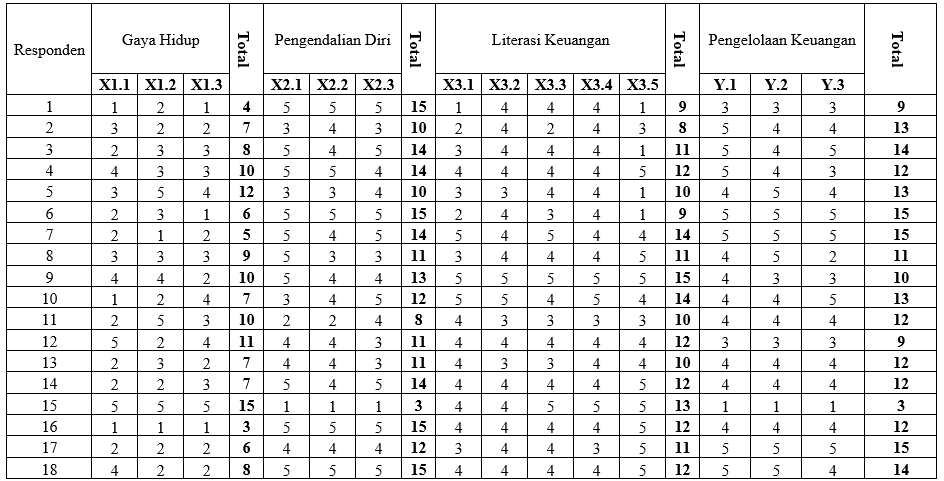 Responden Gaya Hidup Total Pengendalian Diri Total Literasi Keuangan Total Pengelolaan Keuangan Total
X1.1 X1.2 X1.3 X2.1 X2.2 X2.3 X3.1 X3.2 X3.3 X3.4 X3.5 Y.1 Y.2 Y.3
1 1 2 1 4 5 5 5 15 1 4 4 4 1 9 3 3 3 9
2 3 2 2 7 3 4 3 10 2 4 2 4 3 8 5 4 4 13
3 2 3 3 8 5 4 5 14 3 4 4 4 1 11 5 4 5 14
4 4 3 3 10 5 5 4 14 4 4 4 4 5 12 5 4 3 12
5 3 5 4 12 3 3 4 10 3 3 4 4 1 10 4 5 4 13
6 2 3 1 6 5 5 5 15 2 4 3 4 1 9 5 5 5 15
7 2 1 2 5 5 4 5 14 5 4 5 4 4 14 5 5 5 15
8 3 3 3 9 5 3 3 11 3 4 4 4 5 11 4 5 2 11
9 4 4 2 10 5 4 4 13 5 5 5 5 5 15 4 3 3 10
10 1 2 4 7 3 4 5 12 5 5 4 5 4 14 4 4 5 13
11 2 5 3 10 2 2 4 8 4 3 3 3 3 10 4 4 4 12
12 5 2 4 11 4 4 3 11 4 4 4 4 4 12 3 3 3 9
13 2 3 2 7 4 4 3 11 4 3 3 4 4 10 4 4 4 12
14 2 2 3 7 5 4 5 14 4 4 4 4 5 12 4 4 4 12
15 5 5 5 15 1 1 1 3 4 4 5 5 5 13 1 1 1 3
16 1 1 1 3 5 5 5 15 4 4 4 4 5 12 4 4 4 12
17 2 2 2 6 4 4 4 12 3 4 4 3 5 11 5 5 5 15
18 4 2 2 8 5 5 5 15 4 4 4 4 5 12 5 5 4 14